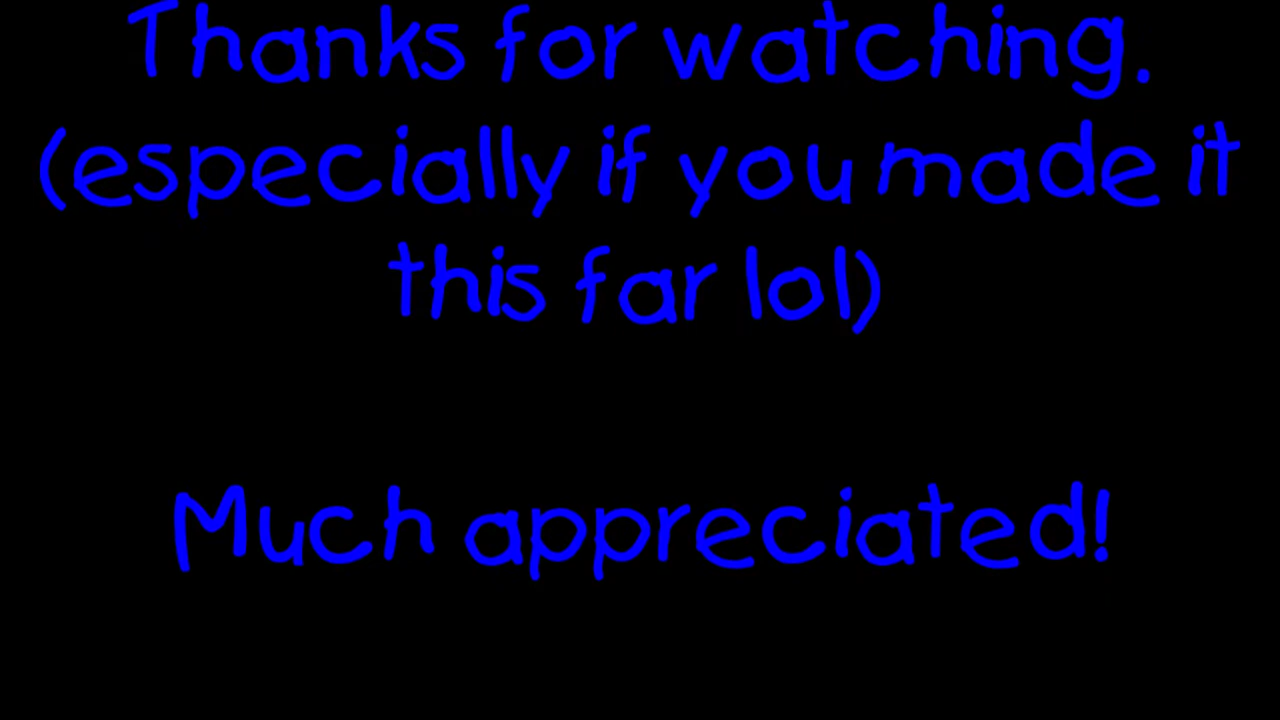 Thanks for watching.
(especially if you made it
this far lol)
Much appreciated!